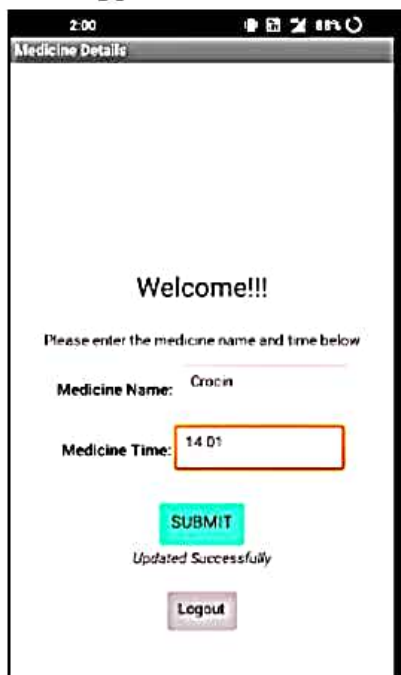 2:00 88%
Medicine Details
Welcome!!!
Please enter the medicine name and time below
Medicine Name: Crocin
Medicine Time: 14 01
SUBMIT
Updated Successfully
Logout